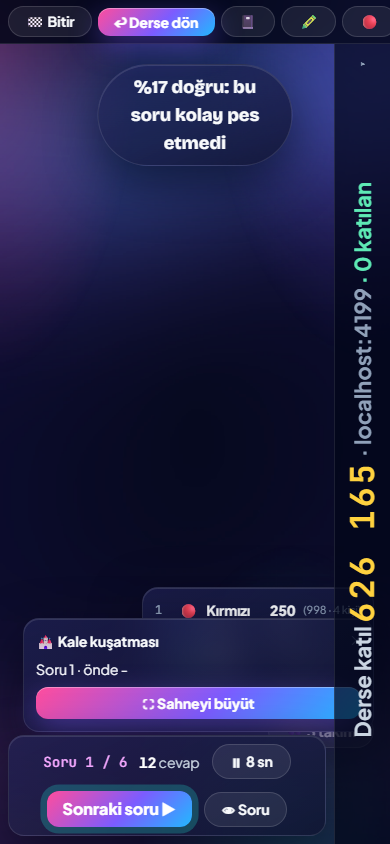 Bitir
Derse dön
%17 doğru: bu
soru kolay pes
etmedi
Derse katıl 626 165 · localhost:4199 · 0 katılan
1 Kırmızı 250 (998 · 4
Kale kuşatması
Soru 1 · önde -
Sahneyi büyüt
Soru 1 / 6 12 cevap 8 sn
Sonraki soru Soru